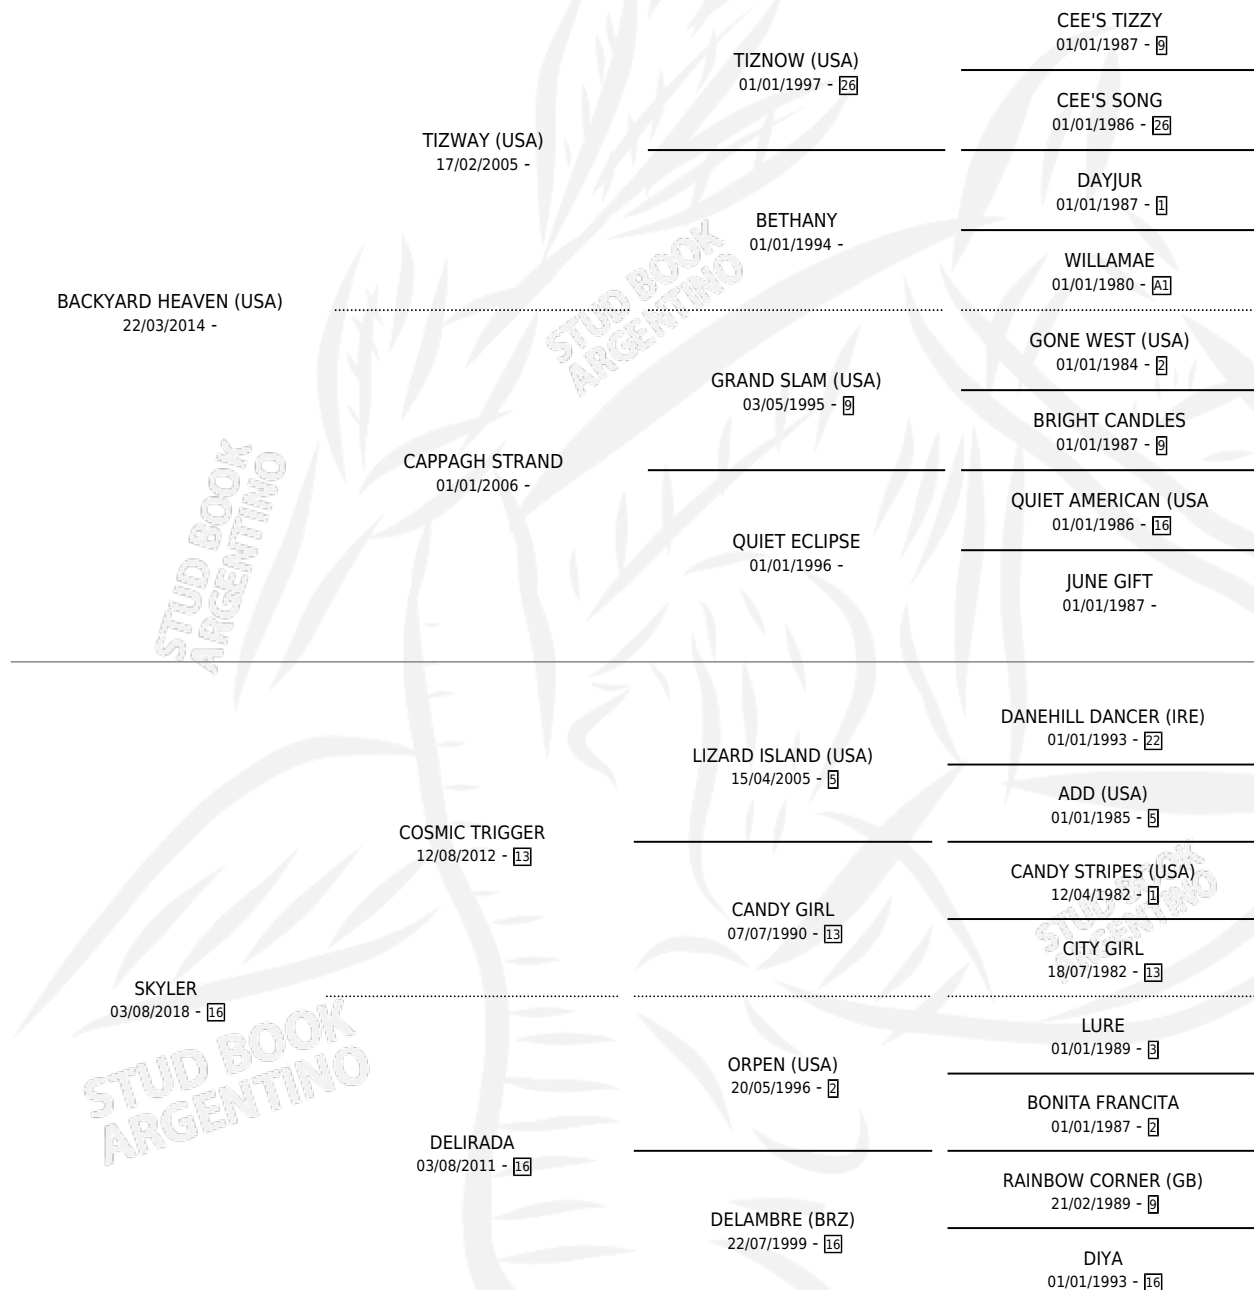 CEE'S TIZZY
01/01/1987 - 9
TIZNOW (USA)
01/01/1997 - 26
CEE'S SONG
01/01/1986 - 26
TIZWAY (USA)
17/02/2005 -
DAYJUR
01/01/1987 - 1
BETHANY
01/01/1994 -
WILLAMAE
01/01/1980 - A1
BACKYARD HEAVEN (USA)
22/03/2014 -
GONE WEST (USA)
01/01/1984 - 2
GRAND SLAM (USA)
03/05/1995 - 9
BRIGHT CANDLES
01/01/1987 - 9
CAPPAGH STRAND
01/01/2006 -
QUIET AMERICAN (USA
01/01/1986 - 16
QUIET ECLIPSE
01/01/1996 -
JUNE GIFT
01/01/1987 -
STUD BOOK
ARGENTINO
STUD BOOK
ARGENTINO
DANEHILL DANCER (IRE)
01/01/1993 - 22
LIZARD ISLAND (USA)
15/04/2005 - 5
ADD (USA)
01/01/1985 - 5
COSMIC TRIGGER
12/08/2012 - 13
CANDY STRIPES (USA)
12/04/1982 - 1
CANDY GIRL
07/07/1990 - 13
CITY GIRL
18/07/1982 - 13
SKYLER
03/08/2018 - 16
LURE
01/01/1989 - 3
ORPEN (USA)
20/05/1996 - 2
BONITA FRANCITA
01/01/1987 - 2
DELIRADA
03/08/2011 - 16
RAINBOW CORNER (GB)
21/02/1989 - 9
DELAMBRE (BRZ)
22/07/1999 - 16
DIYA
01/01/1993 - 16
STUD BOOK
ARGENTINO
STUD BOOK
ARGENTINO